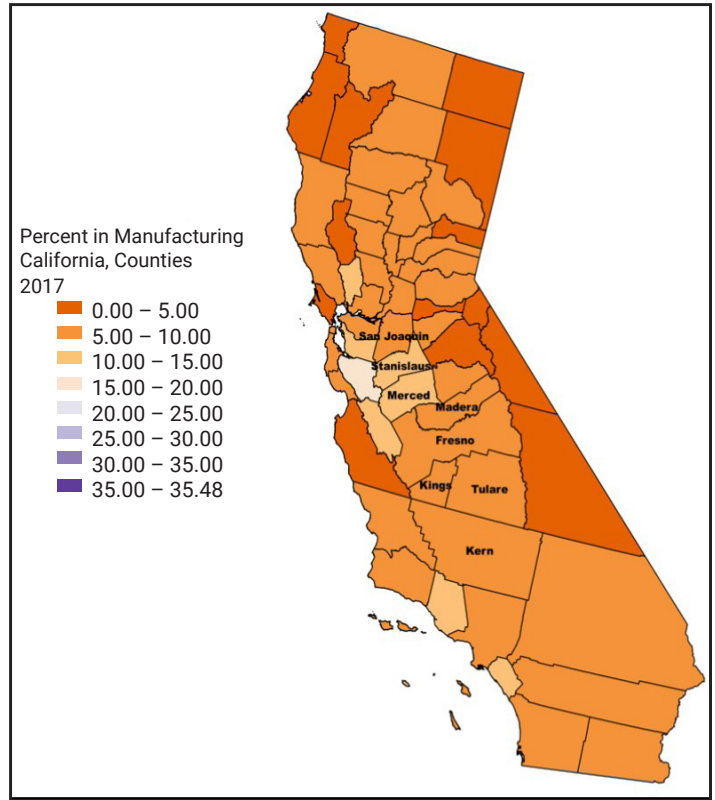 Percent in Manufacturing
California, Counties
2017
0.00 – 5.00
5.00 – 10.00
10.00 – 15.00
15.00 – 20.00
20.00 – 25.00
25.00 – 30.00
30.00 – 35.00
35.00 – 35.48
San Joaquin
Stanislaus
Merced
Madera
Fresno
Kings
Tulare
Kern